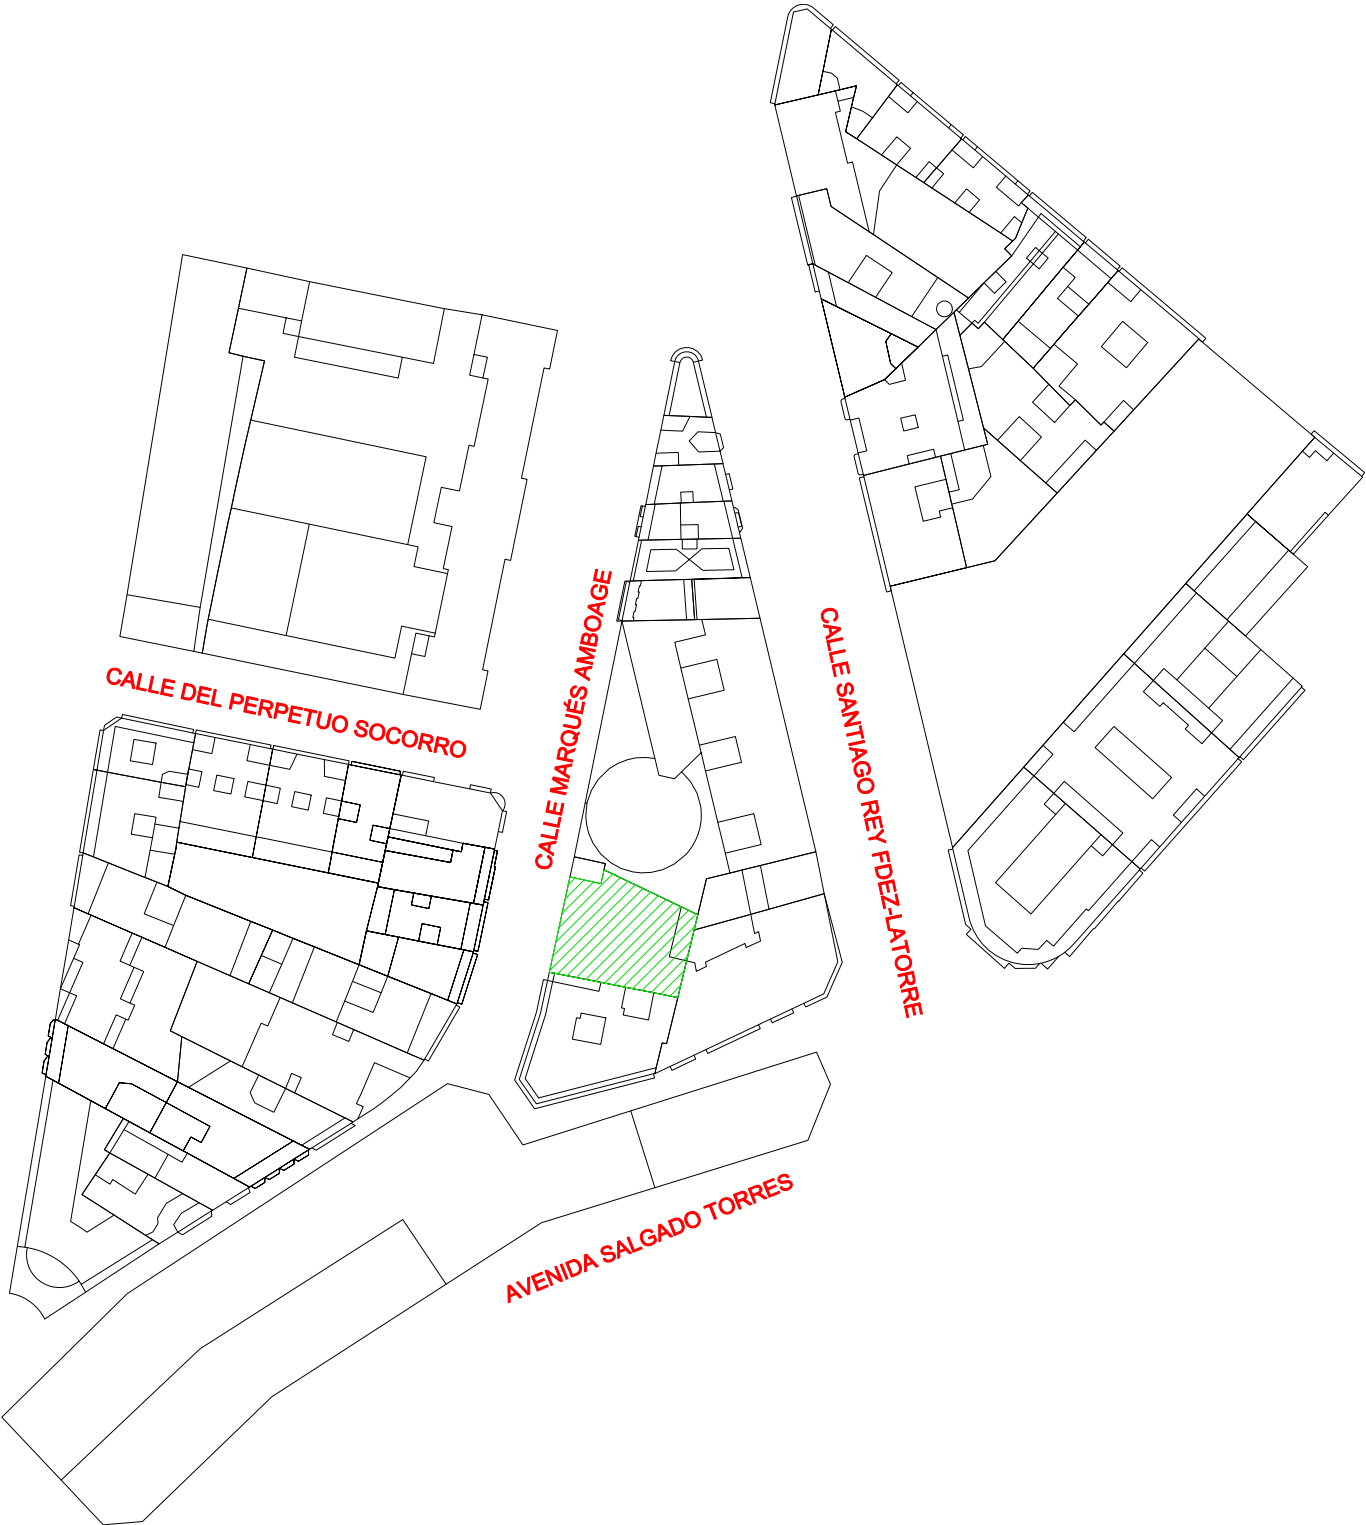 CALLE DEL PERPETUO SOCORRO
CALLE MARQUÉS AMBOAGE
CALLE SANTIAGO REY FDEZ-LATORRE
AVENIDA SALGADO TORRES